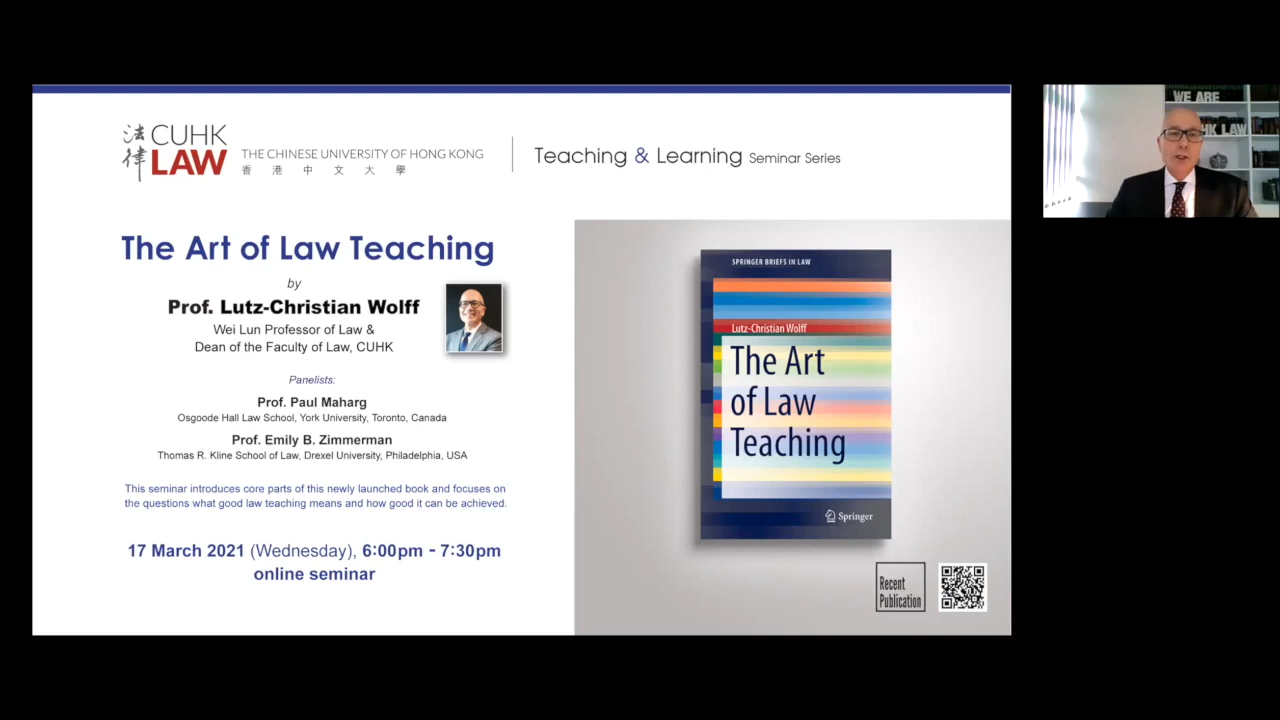 法律
CUHK
LAW
THE CHINESE UNIVERSITY OF HONG KONG
香港中文大學
Teaching & Learning Seminar Series
The Art of Law Teaching
by
Prof. Lutz-Christian Wolff
Wei Lun Professor of Law &
Dean of the Faculty of Law, CUHK
Panelists:
Prof. Paul Maharg
Osgoode Hall Law School, York University, Toronto, Canada
Prof. Emily B. Zimmerman
Thomas R. Kline School of Law, Drexel University, Philadelphia, USA
This seminar introduces core parts of this newly launched book and focuses on
the questions what good law teaching means and how good it can be achieved.
17 March 2021 (Wednesday), 6:00pm - 7:30pm
online seminar
SPRINGER BRIEFS IN LAW
Lutz-Christian Wolff
The Art
of Law
Teaching
Springer
Recent
Publication
WE ARE
HK LAW